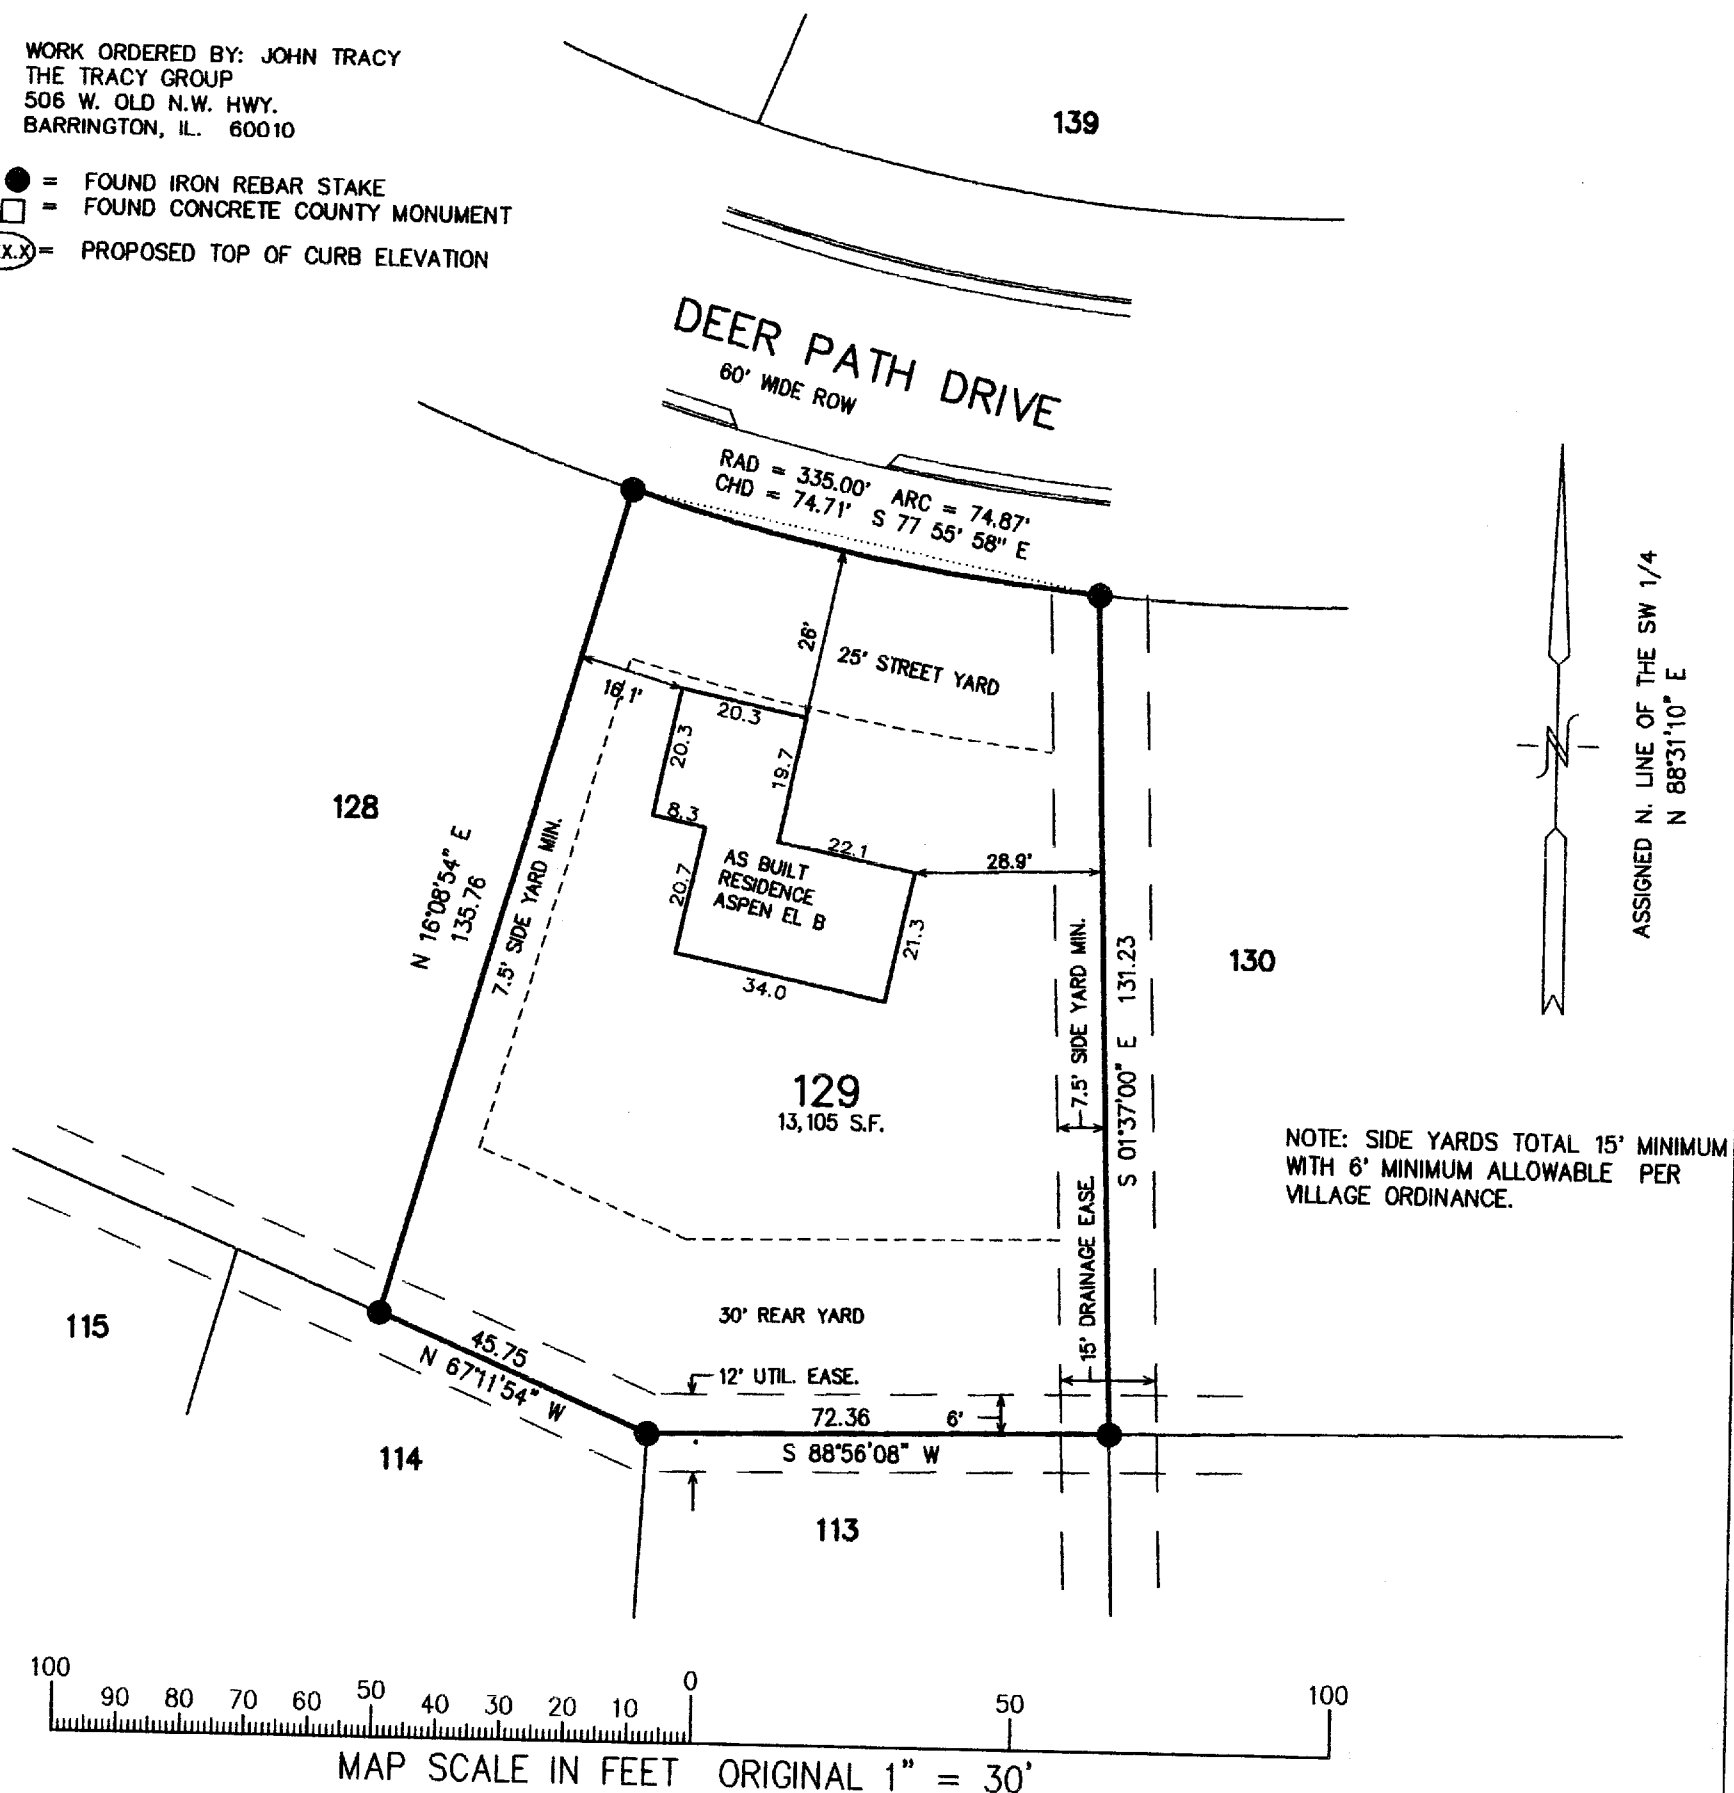 WORK ORDERED BY: JOHN TRACY
THE TRACY GROUP
506 W. OLD N.W. HWY.
BARRINGTON, IL. 60010
= FOUND IRON REBAR STAKE
= FOUND CONCRETE COUNTY MONUMENT
X.X = PROPOSED TOP OF CURB ELEVATION
139
DEER PATH DRIVE
60' WIDE ROW
RAD = 335.00' ARC = 74.87'
CHD = 74.71' S 77 55' 58" E
26'
25' STREET YARD
16.1'
20.3
20.3
19.7
8.3
22.1
28.9'
20.7
AS BUILT
RESIDENCE
ASPEN EL B
21.3
34.0
128
N 16°08'54" E
135.76
7.5' SIDE YARD MIN.
7.5' SIDE YARD MIN.
S 01°37'00" E 131.23
130
129
13,105 S.F.
15' DRAINAGE EASE.
ASSIGNED N. LINE OF THE SW 1/4
N 88°31'10" E
N
NOTE: SIDE YARDS TOTAL 15' MINIMUM
WITH 6' MINIMUM ALLOWABLE PER
VILLAGE ORDINANCE.
30' REAR YARD
115
45.75
N 67°11'54" W
12' UTIL. EASE.
72.36
6'
S 88°56'08" W
114
113
100 90 80 70 60 50 40 30 20 10 0 50 100
MAP SCALE IN FEET ORIGINAL 1" = 30'